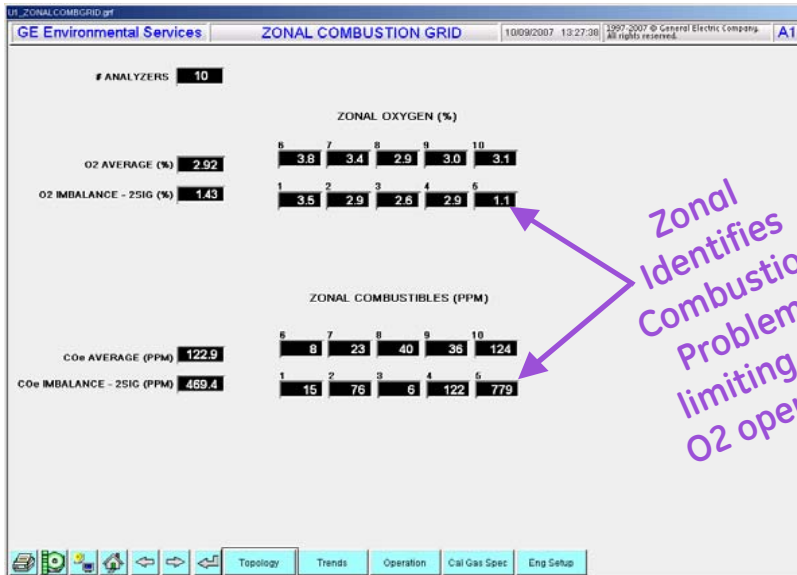 U1_ZONALCOMBGRID.grf
GE Environmental Services
ZONAL COMBUSTION GRID
10/09/2007 13:27:38
1997-2007 © General Electric Company.
All rights reserved.
A1
# ANALYZERS 10
ZONAL OXYGEN (%)
6 7 8 9 10
O2 AVERAGE (%) 2.92
3.8 3.4 2.9 3.0 3.1
O2 IMBALANCE - 2SIG (%) 1.43
1 2 3 4 5
3.5 2.9 2.6 2.9 1.1
Zonal
Identifies
Combustio
Problem
limiting
O2 oper
ZONAL COMBUSTIBLES (PPM)
6 7 8 9 10
8 23 40 36 124
COe AVERAGE (PPM) 122.9
COe IMBALANCE - 2SIG (PPM) 469.4
1 2 3 4 5
15 76 6 122 779
Topology Trends Operation Cal Gas Spec Eng Setup